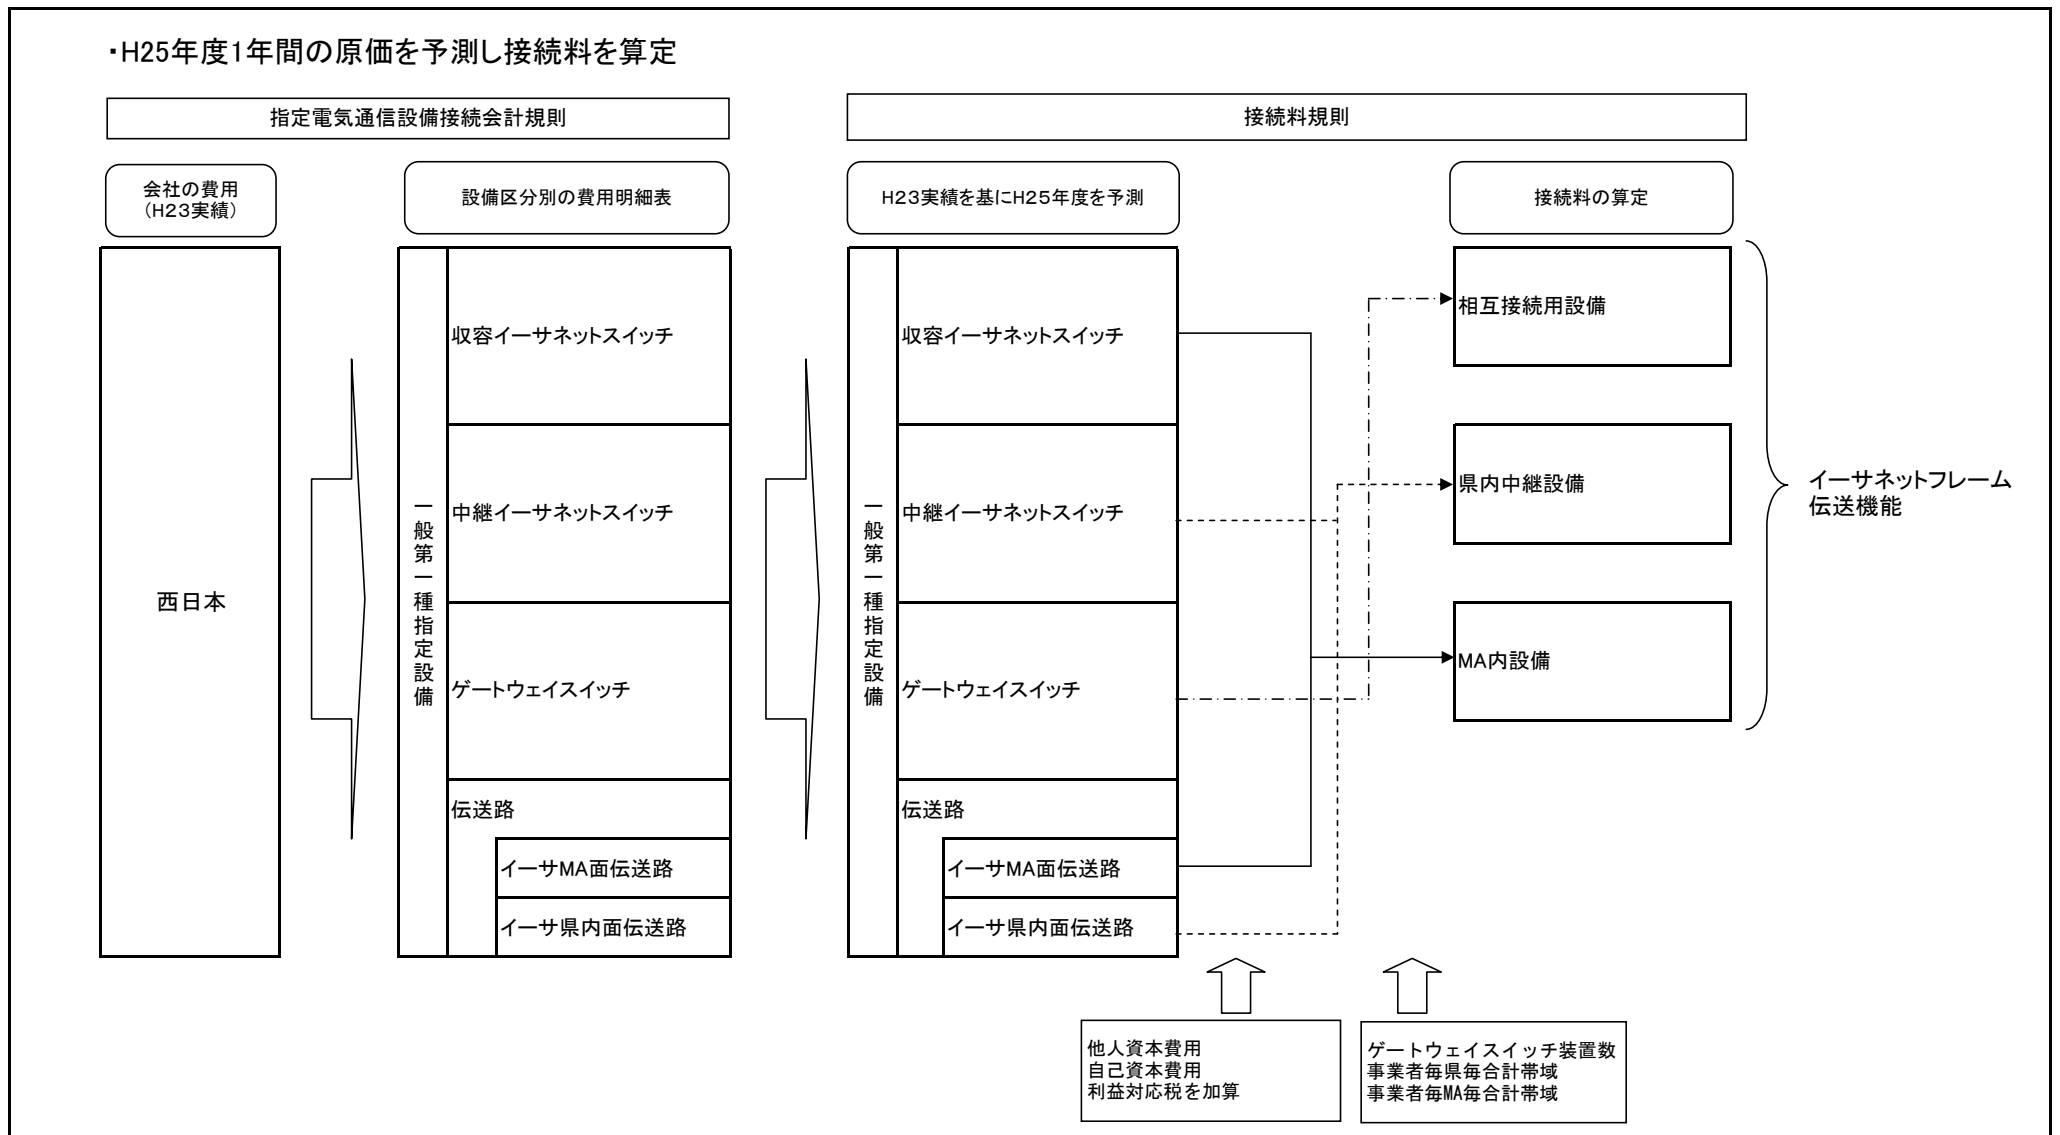 ・H25年度1年間の原価を予測し接続料を算定
指定電気通信設備接続会計規則
接続料規則
会社の費用
（H23実績）
設備区分別の費用明細表
H23実績を基にH25年度を予測
接続料の算定
西日本
一般第一種指定設備
収容イーサネットスイッチ
中継イーサネットスイッチ
ゲートウェイスイッチ
伝送路
イーサMA面伝送路
イーサ県内面伝送路
一般第一種指定設備
収容イーサネットスイッチ
中継イーサネットスイッチ
ゲートウェイスイッチ
伝送路
イーサMA面伝送路
イーサ県内面伝送路
相互接続用設備
県内中継設備
MA内設備
イーサネットフレーム
伝送機能
他人資本費用
自己資本費用
利益対応税を加算
ゲートウェイスイッチ装置数
事業者毎県毎合計帯域
事業者毎MA毎合計帯域